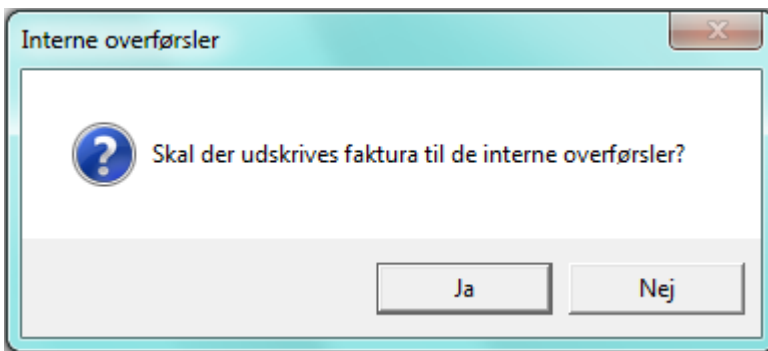 Interne overførsler
Skal der udskrives faktura til de interne overførsler?
Ja
Nej